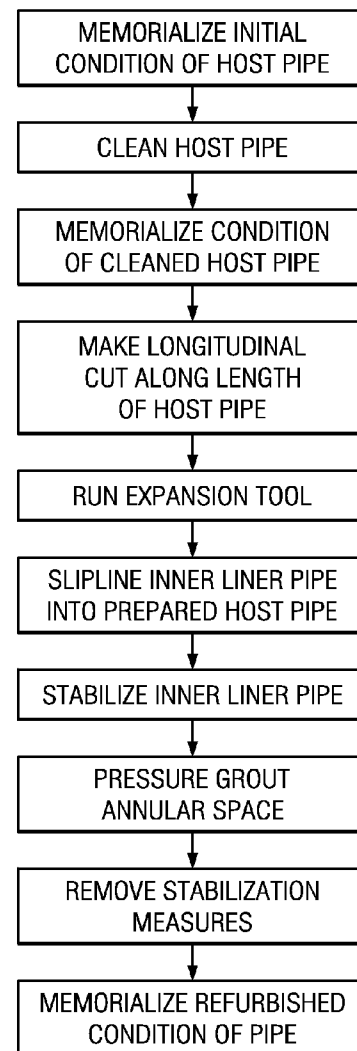 MEMORIALIZE INITIAL
CONDITION OF HOST PIPE
CLEAN HOST PIPE
MEMORIALIZE CONDITION
OF CLEANED HOST PIPE
MAKE LONGITUDINAL
CUT ALONG LENGTH
OF HOST PIPE
RUN EXPANSION TOOL
SLIPLINE INNER LINER PIPE
INTO PREPARED HOST PIPE
STABILIZE INNER LINER PIPE
PRESSURE GROUT
ANNULAR SPACE
REMOVE STABILIZATION
MEASURES
MEMORIALIZE REFURBISHED
CONDITION OF PIPE